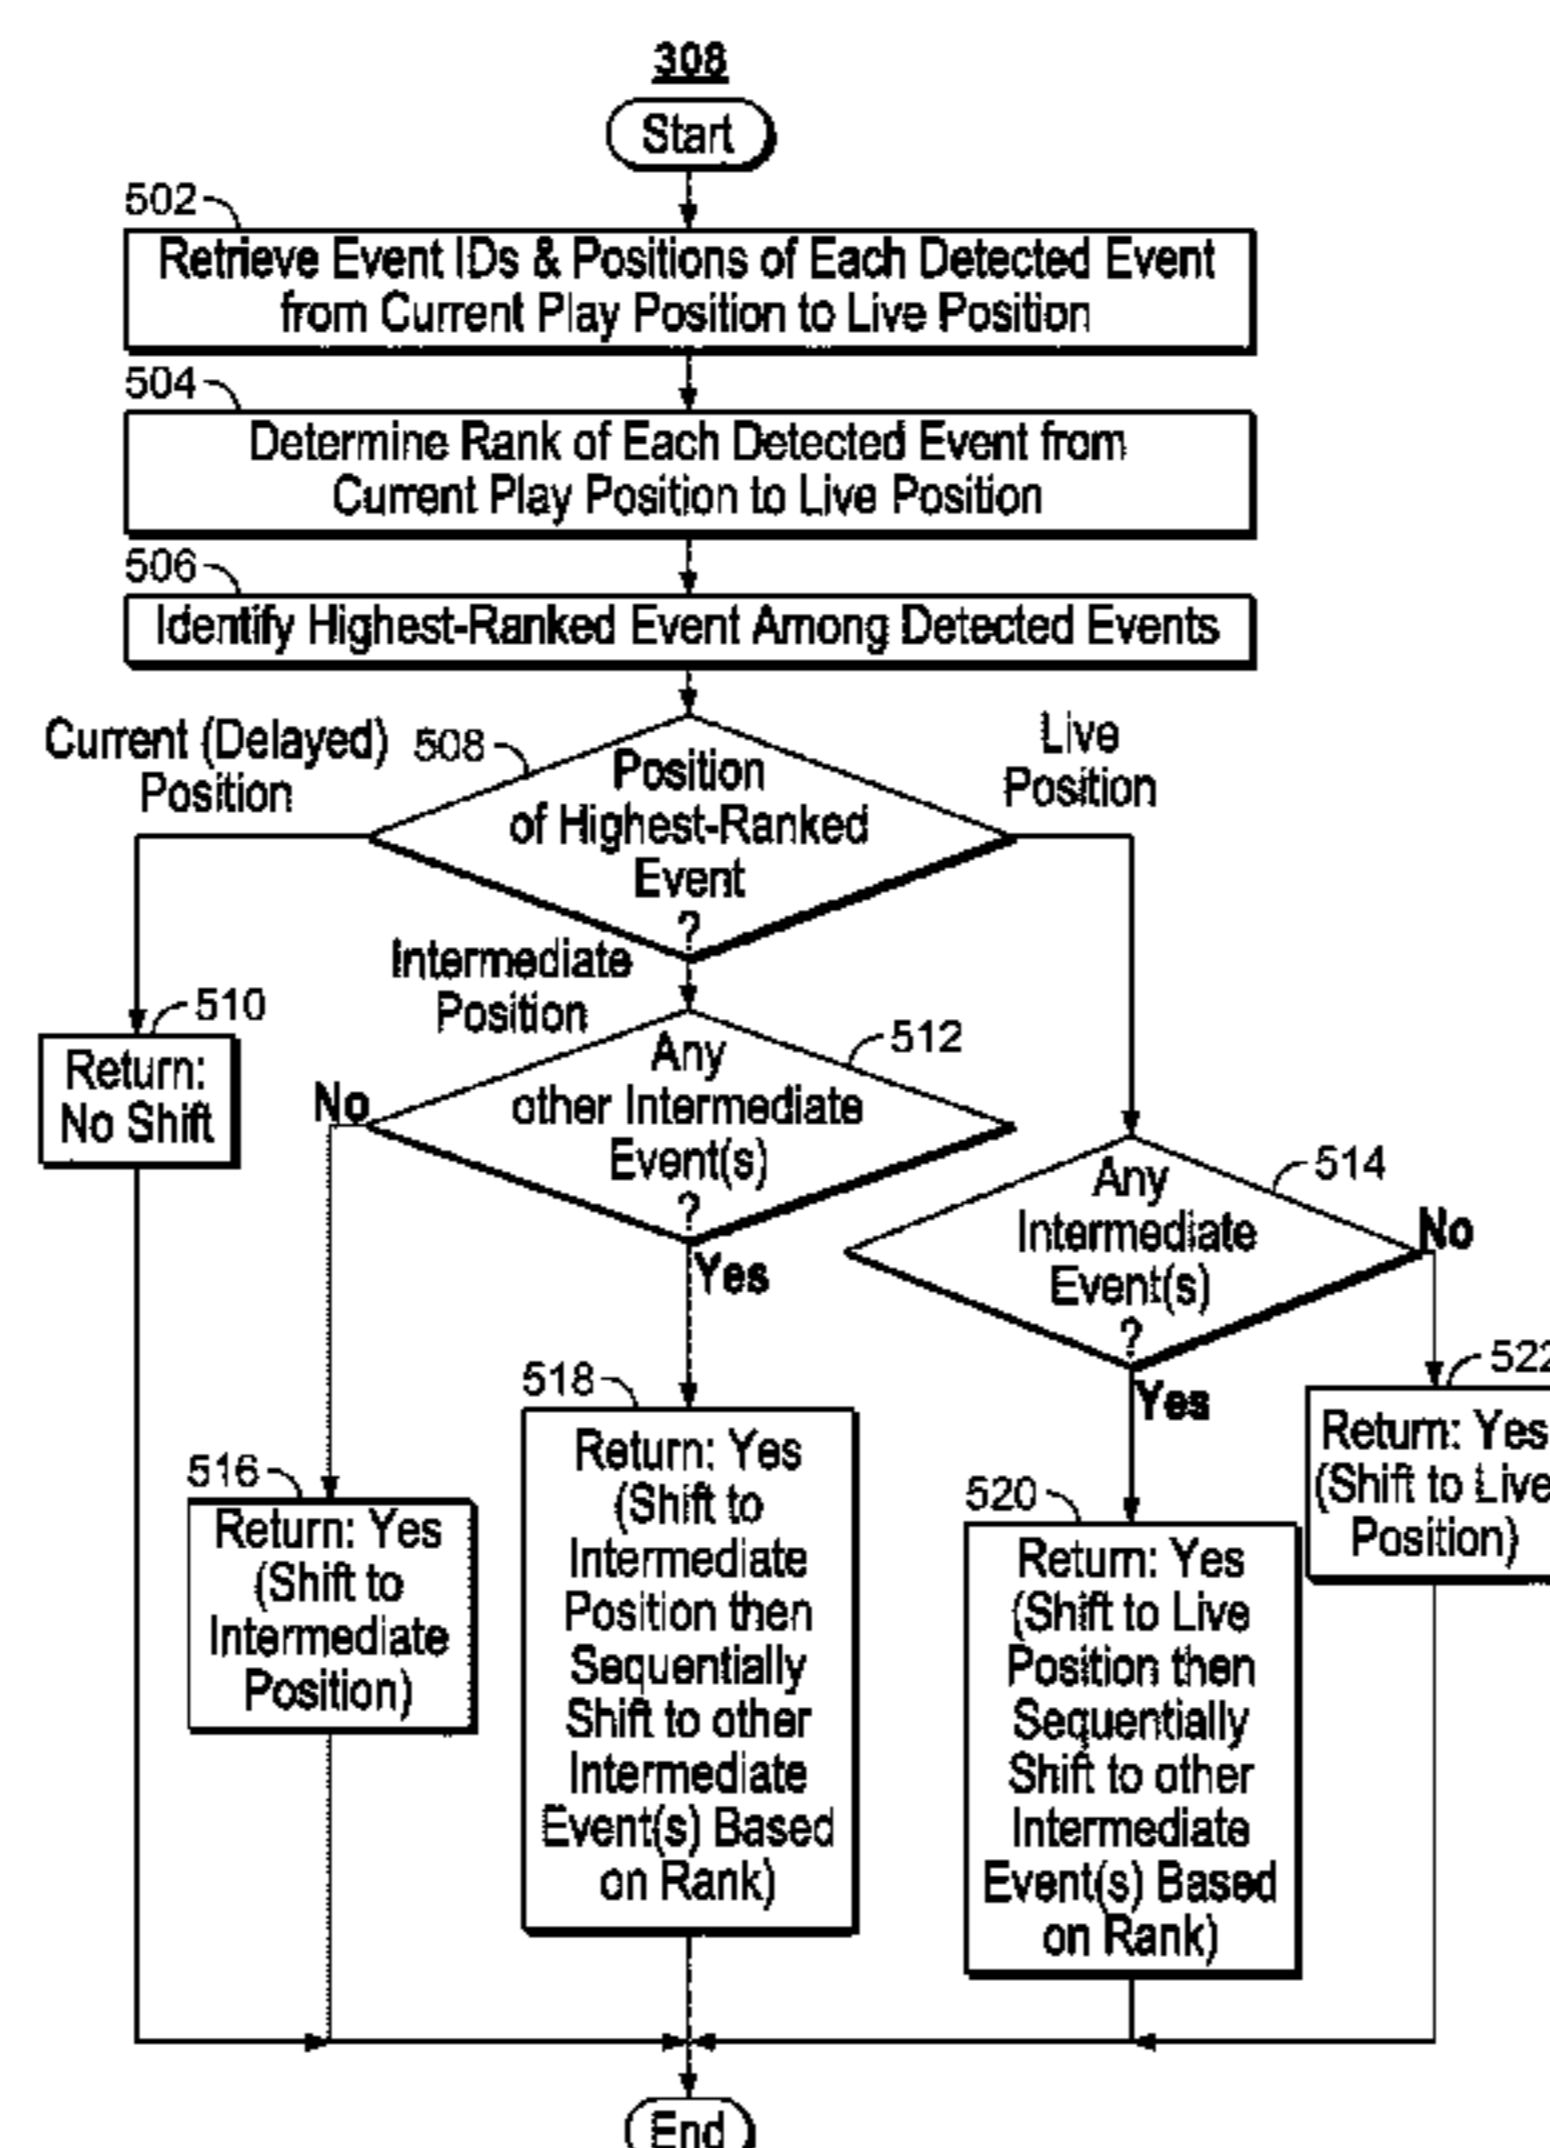 308
Start
502
Retrieve Event IDs & Positions of Each Detected Event
from Current Play Position to Live Position
504
Determine Rank of Each Detected Event from
Current Play Position to Live Position
506
Identify Highest-Ranked Event Among Detected Events
Current (Delayed)
Position
508
Position
of Highest-Ranked
Event
?
Live
Position
Intermediate
Position
510
Return:
No Shift
512
Any
other Intermediate
Event(s)
?
No
Yes
514
Any
Intermediate
Event(s)
?
No
Yes
516
Return: Yes
(Shift to
Intermediate
Position)
518
Return: Yes
(Shift to
Intermediate
Position then
Sequentially
Shift to other
Intermediate
Event(s) Based
on Rank)
520
Return: Yes
(Shift to Live
Position then
Sequentially
Shift to other
Intermediate
Event(s) Based
on Rank)
522
Return: Yes
(Shift to Live
Position)
End